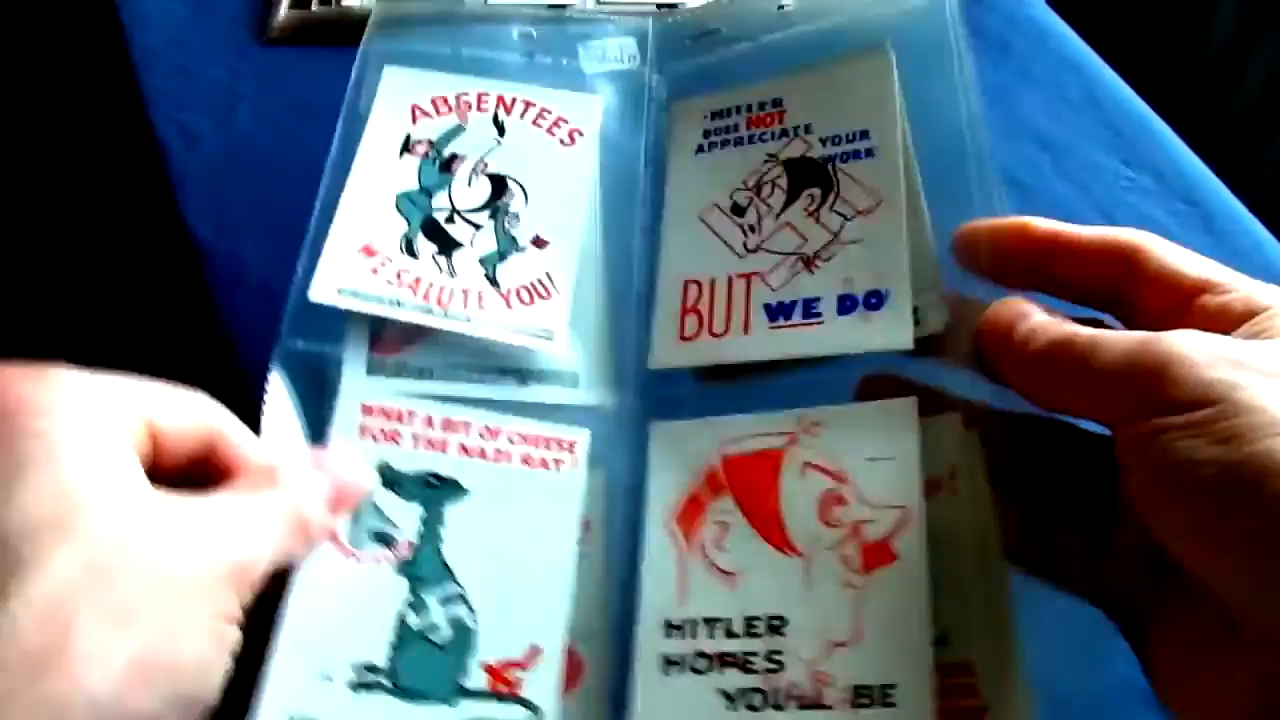 ABSENTEES
WE SALUTE YOU!
HITLER
DOES NOT
APPRECIATE YOUR
WORK
BUT WE DO
WHAT A BIT OF CHEESE
FOR THE NAZI RAT!
HITLER
HOPES
YOU'LL BE